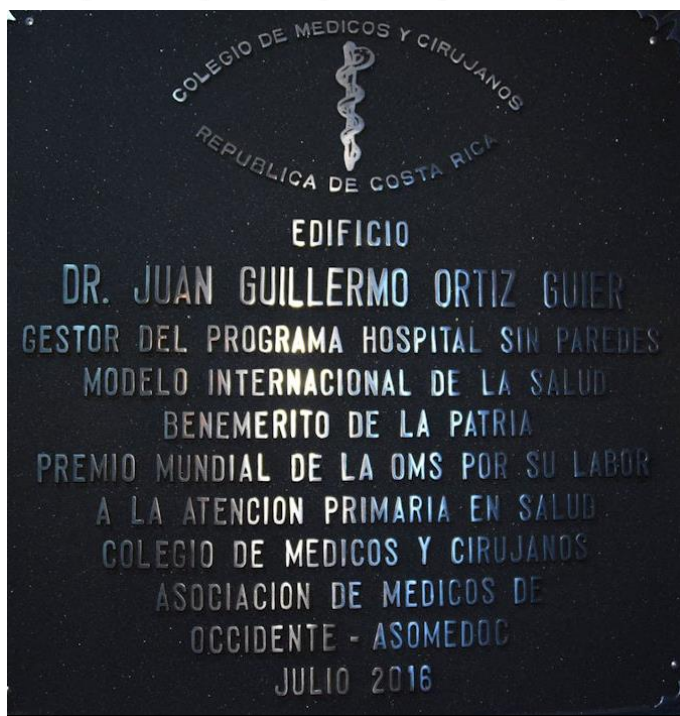 COLEGIO DE MEDICOS Y CIRUJANOS
REPUBLICA DE COSTA RICA
EDIFICIO
DR. JUAN GUILLERMO ORTIZ GUIER
GESTOR DEL PROGRAMA HOSPITAL SIN PAREDES
MODELO INTERNACIONAL DE LA SALUD
BENEMERITO DE LA PATRIA
PREMIO MUNDIAL DE LA OMS POR SU LABOR
A LA ATENCION PRIMARIA EN SALUD
COLEGIO DE MEDICOS Y CIRUJANOS
ASOCIACION DE MEDICOS DE
OCCIDENTE - ASOMEDOC
JULIO 2016